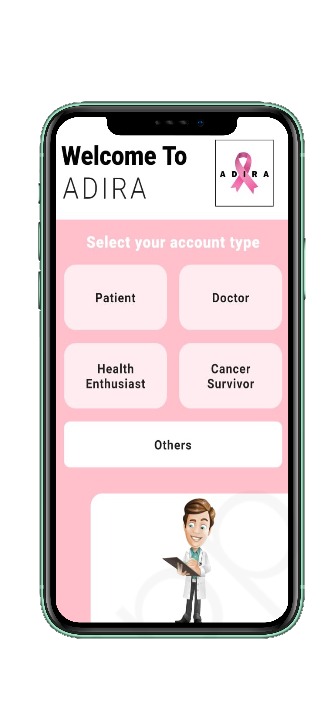 Welcome To
ADIRA
ADIRA
Select your account type
Patient
Doctor
Health
Enthusiast
Cancer
Survivor
Others